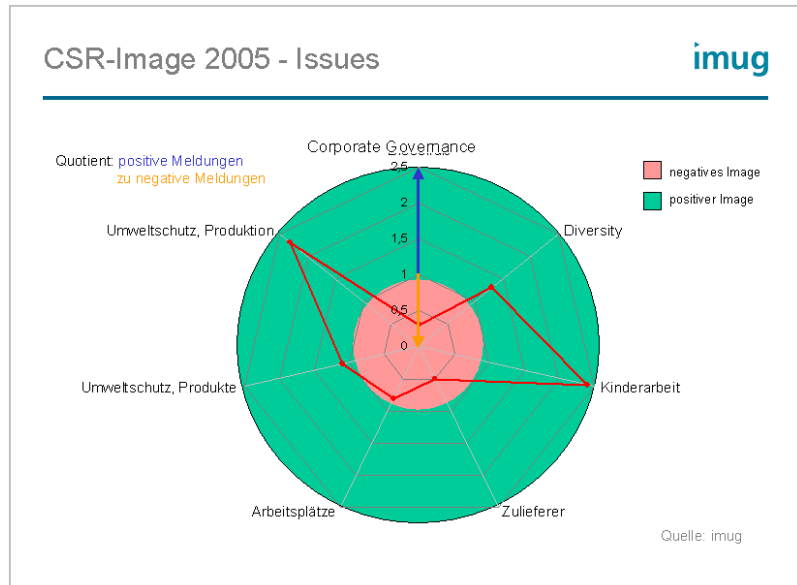 CSR-Image 2005 - Issues
imug
Corporate Governance
Quotient: positive Meldungen
zu negative Meldungen
2,5
negatives Image
2
positiver Image
Umweltschutz, Produktion
Diversity
1,5
1
0,5
0
Umweltschutz, Produkte
Kinderarbeit
Arbeitsplätze
Zulieferer
Quelle: imug